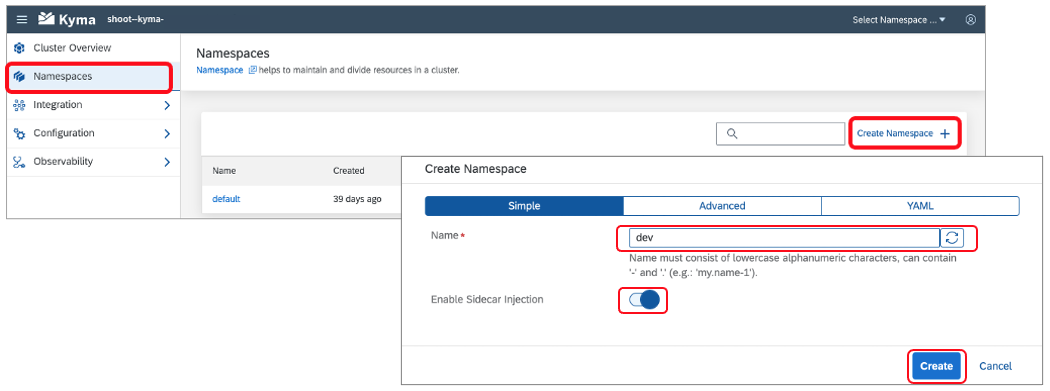 Kyma shoot--kyma- Select Namespace ...
Cluster Overview
Namespaces
Integration
Configuration
Observability
Namespaces
Namespace helps to maintain and divide resources in a cluster.
Create Namespace +
Name Created
default 39 days ago
Create Namespace
Simple Advanced YAML
Name* dev
Name must consist of lowercase alphanumeric characters, can contain
'-' and '.' (e.g.: 'my.name-1').
Enable Sidecar Injection
Create Cancel